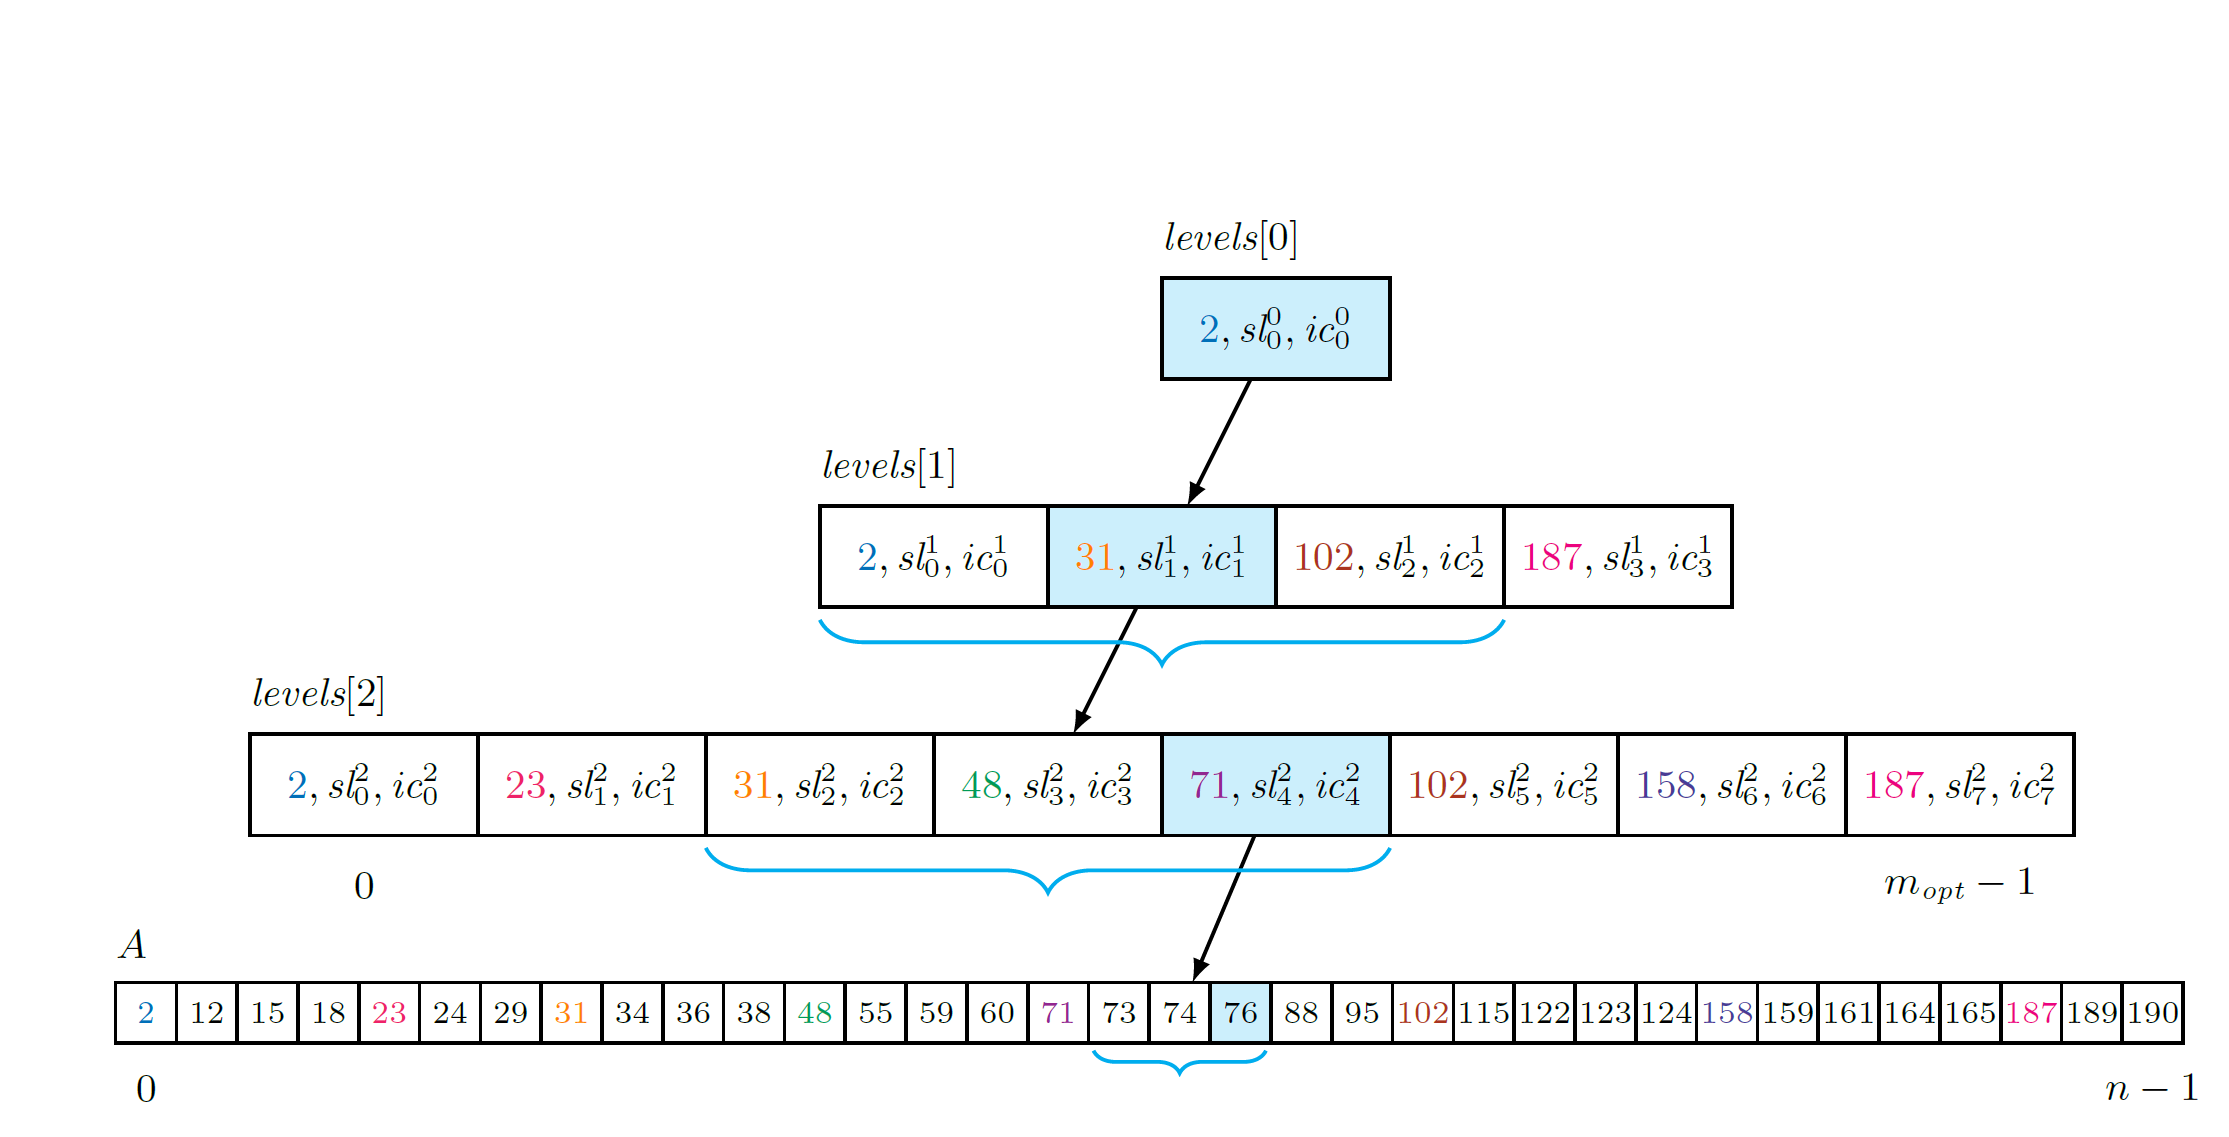 levels[0]
2, sl_0^0, ic_0^0
levels[1]
2, sl_0^1, ic_0^1 31, sl_1^1, ic_1^1 102, sl_2^1, ic_2^1 187, sl_3^1, ic_3^1
levels[2]
2, sl_0^2, ic_0^2 23, sl_1^2, ic_1^2 31, sl_2^2, ic_2^2 48, sl_3^2, ic_3^2 71, sl_4^2, ic_4^2 102, sl_5^2, ic_5^2 158, sl_6^2, ic_6^2 187, sl_7^2, ic_7^2
0 m_{opt} − 1
A
2 12 15 18 23 24 29 31 34 36 38 48 55 59 60 71 73 74 76 88 95 102 115 122 123 124 158 159 161 164 165 187 189 190
0 n − 1